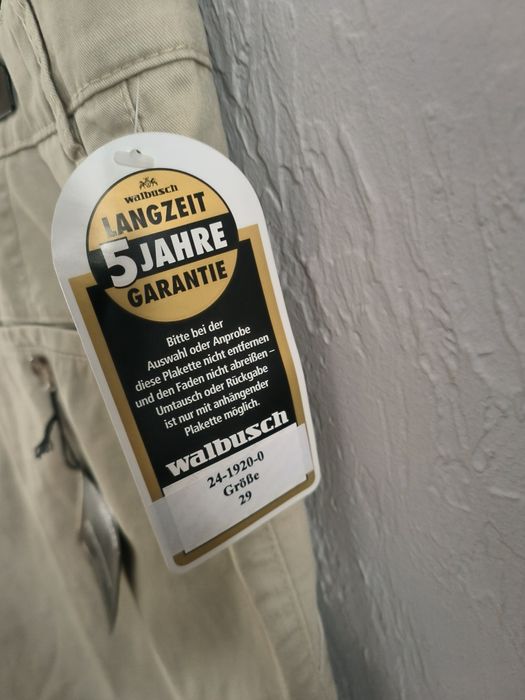 walbusch
LANGZEIT
5 JAHRE
GARANTIE
Bitte bei der
Auswahl oder Anprobe
diese Plakette nicht entfernen
und den Faden nicht abreißen –
Umtausch oder Rückgabe
ist nur mit anhängender
Plakette möglich.
walbusch
24-1920-0
Größe
29